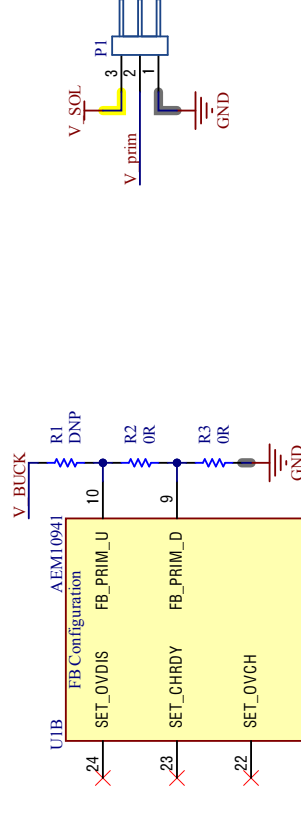 P1
V_SOL
3
2
1
V_prim
GND
V_BUCK
R1
DNP
R2
0R
R3
0R
GND
U1B
AEM10941
FB Configuration
24
SET_OVDIS
FB_PRIM_U
10
23
SET_CHRDY
FB_PRIM_D
9
22
SET_OVCH